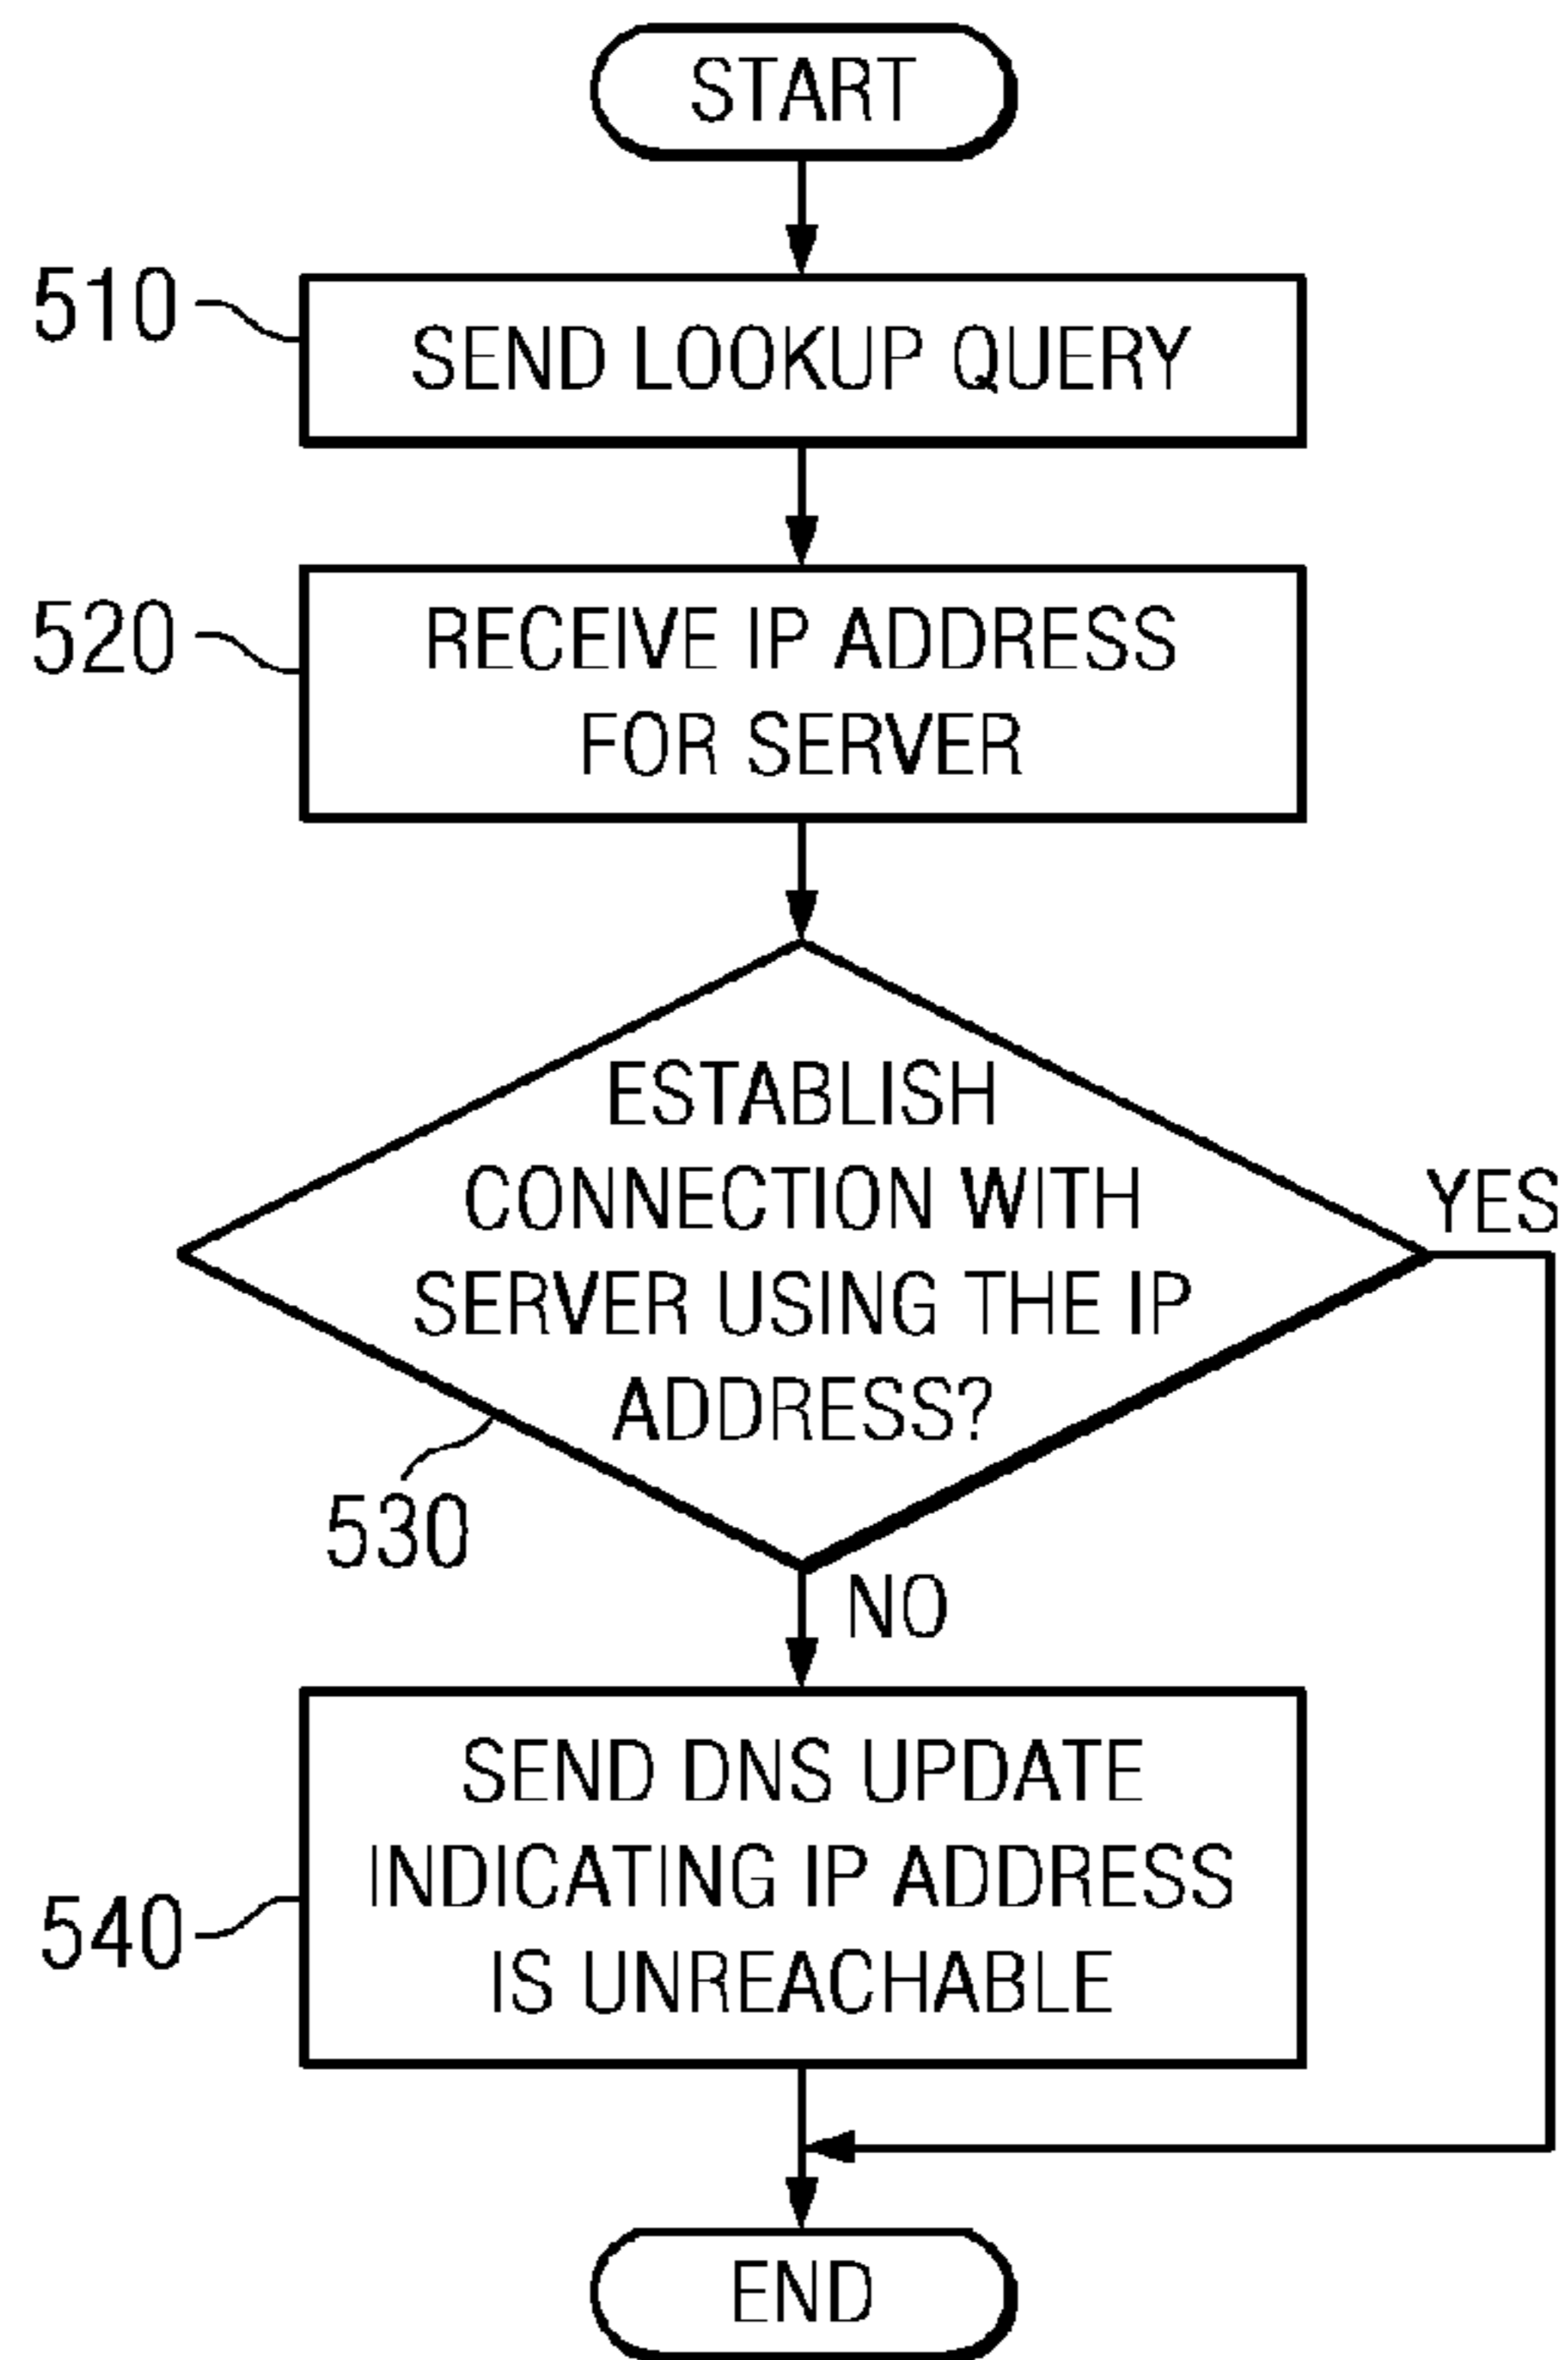 START
510
SEND LOOKUP QUERY
520
RECEIVE IP ADDRESS
FOR SERVER
ESTABLISH
CONNECTION WITH
SERVER USING THE IP
ADDRESS?
YES
530
NO
SEND DNS UPDATE
INDICATING IP ADDRESS
IS UNREACHABLE
540
END